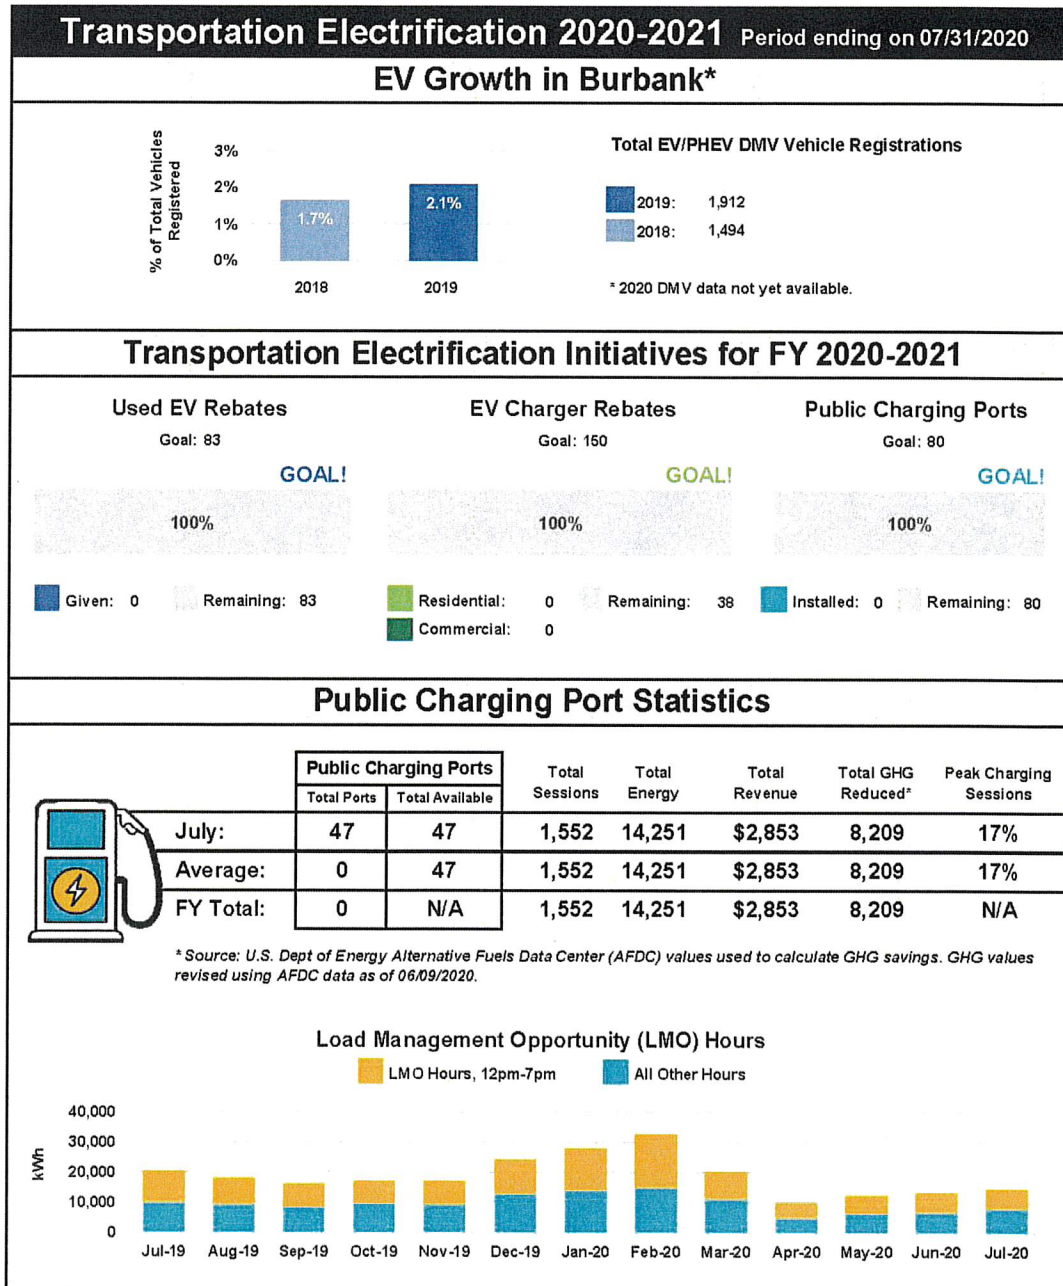 Transportation Electrification 2020-2021 Period ending on 07/31/2020
EV Growth in Burbank*
% of Total Vehicles Registered
3%
2%
1%
0%
1.7%
2.1%
2018
2019
Total EV/PHEV DMV Vehicle Registrations
2019: 1,912
2018: 1,494
* 2020 DMV data not yet available.
Transportation Electrification Initiatives for FY 2020-2021
Used EV Rebates
Goal: 83
GOAL!
100%
Given: 0 Remaining: 83
EV Charger Rebates
Goal: 150
GOAL!
100%
Residential: 0 Remaining: 38
Commercial: 0
Public Charging Ports
Goal: 80
GOAL!
100%
Installed: 0 Remaining: 80
Public Charging Port Statistics
Public Charging Ports Total Sessions Total Energy Total Revenue Total GHG Reduced* Peak Charging Sessions
Total Ports Total Available
July: 47 47 1,552 14,251 $2,853 8,209 17%
Average: 0 47 1,552 14,251 $2,853 8,209 17%
FY Total: 0 N/A 1,552 14,251 $2,853 8,209 N/A
* Source: U.S. Dept of Energy Alternative Fuels Data Center (AFDC) values used to calculate GHG savings. GHG values
revised using AFDC data as of 06/09/2020.
Load Management Opportunity (LMO) Hours
LMO Hours, 12pm-7pm All Other Hours
kWh
40,000
30,000
20,000
10,000
0
Jul-19 Aug-19 Sep-19 Oct-19 Nov-19 Dec-19 Jan-20 Feb-20 Mar-20 Apr-20 May-20 Jun-20 Jul-20